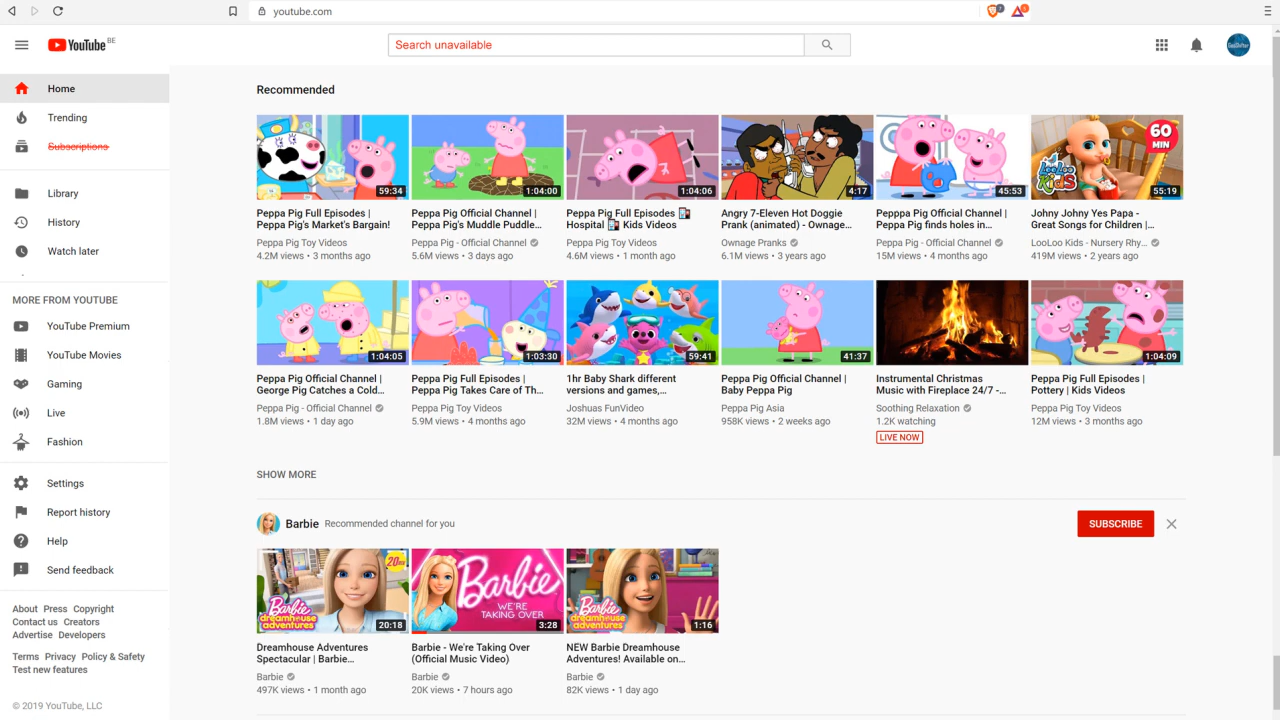 youtube.com
YouTube BE
Search unavailable
Home
Trending
Subscriptions
Library
History
Watch later
MORE FROM YOUTUBE
YouTube Premium
YouTube Movies
Gaming
Live
Fashion
Settings
Report history
Help
Send feedback
About Press Copyright
Contact us Creators
Advertise Developers
Terms Privacy Policy & Safety
Test new features
© 2019 YouTube, LLC
Recommended
59:34
Peppa Pig Full Episodes |
Peppa Pig's Market's Bargain!
Peppa Pig Toy Videos
4.2M views • 3 months ago
1:04:00
Peppa Pig Official Channel |
Peppa Pig's Muddle Puddle...
Peppa Pig - Official Channel
5.6M views • 3 days ago
1:04:06
Peppa Pig Full Episodes 🏥
Hospital 🏥 Kids Videos
Peppa Pig Toy Videos
4.6M views • 1 month ago
4:17
Angry 7-Eleven Hot Doggie
Prank (animated) - Ownage...
Ownage Pranks
6.1M views • 3 years ago
45:53
Pepppa Pig Official Channel |
Peppa Pig finds holes in...
Peppa Pig - Official Channel
15M views • 4 months ago
60
MIN
LooLoo
KiDS
55:19
Johny Johny Yes Papa -
Great Songs for Children |...
LooLoo Kids - Nursery Rhy...
419M views • 2 years ago
1:04:05
Peppa Pig Official Channel |
George Pig Catches a Cold...
Peppa Pig - Official Channel
1.8M views • 1 day ago
1:03:30
Peppa Pig Full Episodes |
Peppa Pig Takes Care of Th...
Peppa Pig Toy Videos
5.9M views • 4 months ago
59:41
1hr Baby Shark different
versions and games,...
Joshuas FunVideo
32M views • 4 months ago
41:37
Peppa Pig Official Channel |
Baby Peppa Pig
Peppa Pig Asia
958K views • 2 weeks ago
Instrumental Christmas
Music with Fireplace 24/7 -...
Soothing Relaxation
1.2K watching
LIVE NOW
1:04:09
Peppa Pig Full Episodes |
Pottery | Kids Videos
Peppa Pig Toy Videos
12M views • 3 months ago
SHOW MORE
Barbie Recommended channel for you
SUBSCRIBE
20min
Barbie
dreamhouse
adventures
20:18
Dreamhouse Adventures
Spectacular | Barbie...
Barbie
497K views • 1 month ago
Barbie
WE'RE
TAKING OVER
3:28
Barbie - We're Taking Over
(Official Music Video)
Barbie
20K views • 7 hours ago
Barbie
dreamhouse
adventures
1:16
NEW Barbie Dreamhouse
Adventures! Available on...
Barbie
82K views • 1 day ago